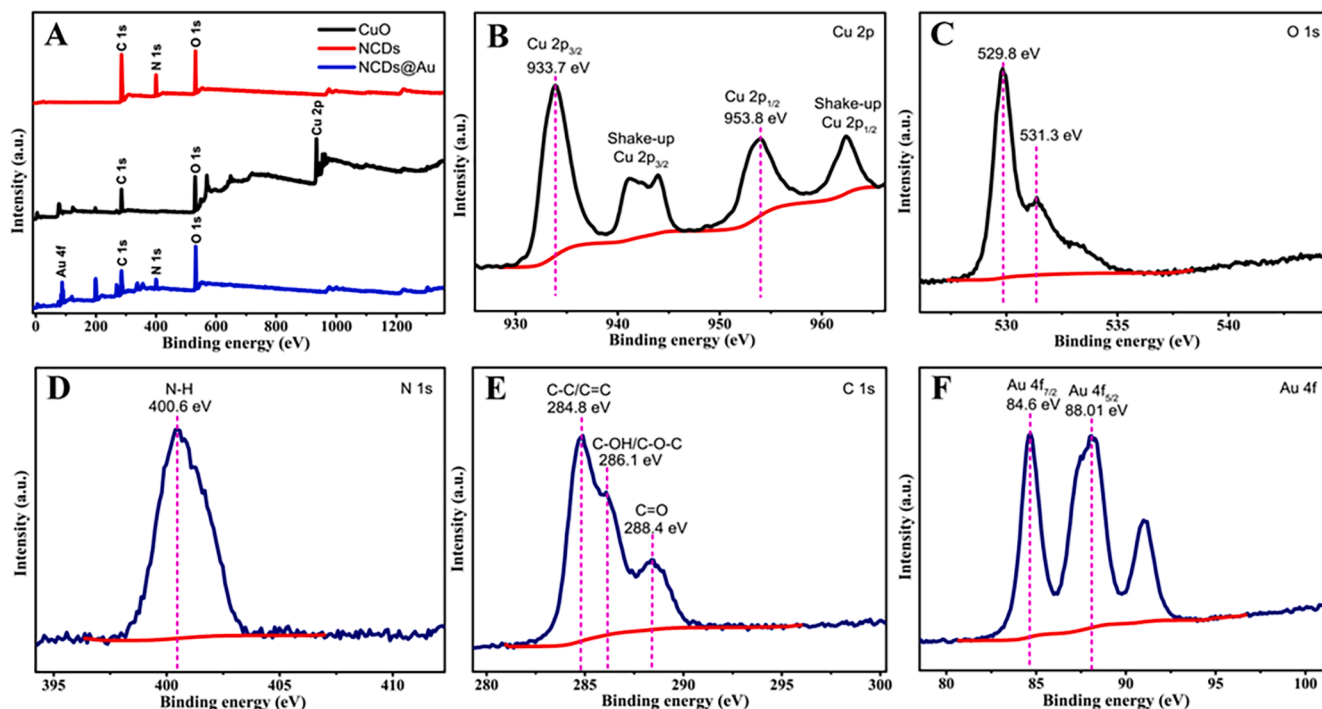 A
C 1s
N 1s
O 1s
CuO
NCDs
NCDs@Au
C 1s
O 1s
Cu 2p
Au 4f
C 1s
N 1s
O 1s
Intensity (a.u.)
0 200 400 600 800 1000 1200
Binding energy (eV)
B
Cu 2p
Cu 2p3/2
933.7 eV
Shake-up
Cu 2p3/2
Cu 2p1/2
953.8 eV
Shake-up
Cu 2p1/2
Intensity (a.u.)
930 940 950 960
Binding energy (eV)
C
O 1s
529.8 eV
531.3 eV
Intensity (a.u.)
530 535 540
Binding energy (eV)
D
N 1s
N-H
400.6 eV
Intensity (a.u.)
395 400 405 410
Binding energy (eV)
E
C 1s
C-C/C=C
284.8 eV
C-OH/C-O-C
286.1 eV
C=O
288.4 eV
Intensity (a.u.)
280 285 290 295 300
Binding energy (eV)
F
Au 4f
Au 4f7/2
84.6 eV
Au 4f5/2
88.01 eV
Intensity (a.u.)
80 85 90 95 100
Binding energy (eV)